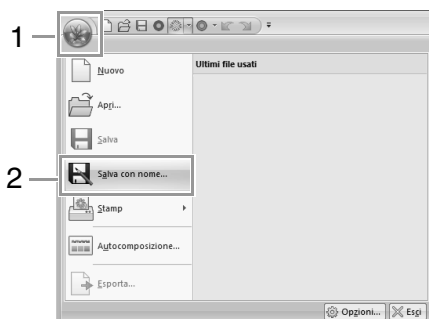 1
Nuovo
Ultimi file usati
Apri...
Salva
2
Salva con nome...
Stamp
Autocomposizione...
Esporta...
Opzioni...
Esci